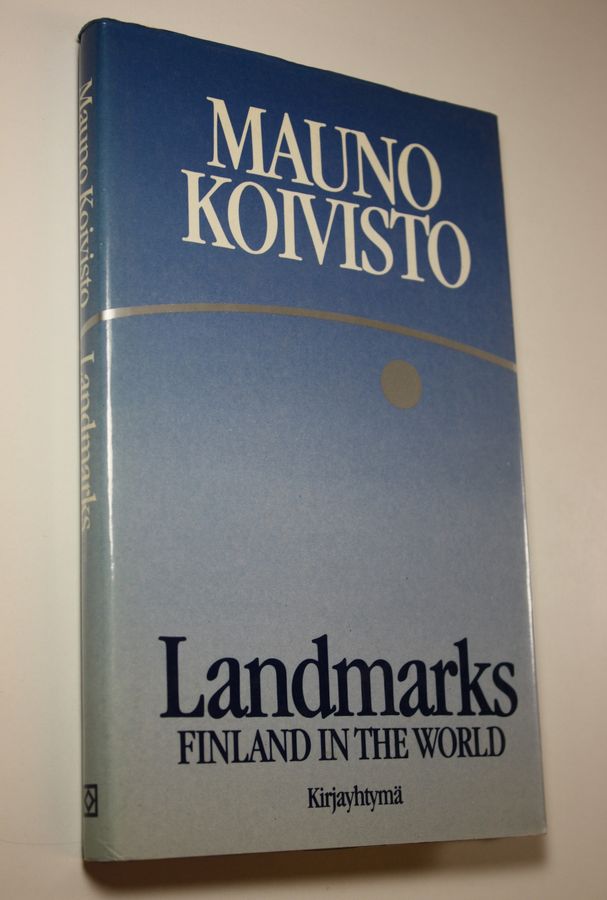 MAUNO
KOIVISTO
Landmarks
FINLAND IN THE WORLD
Kirjayhtymä
Mauno Koivisto Landmarks